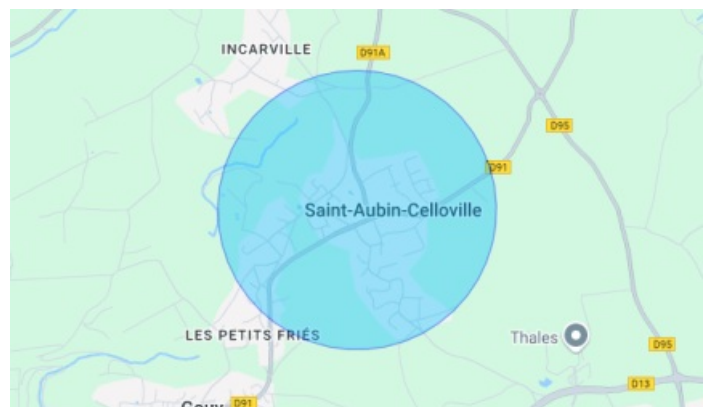 INCARVILLE
D91A
D95
D91
Saint-Aubin-Celloville
LES PETITS FRIÉS
Thales
D95
D13
D91